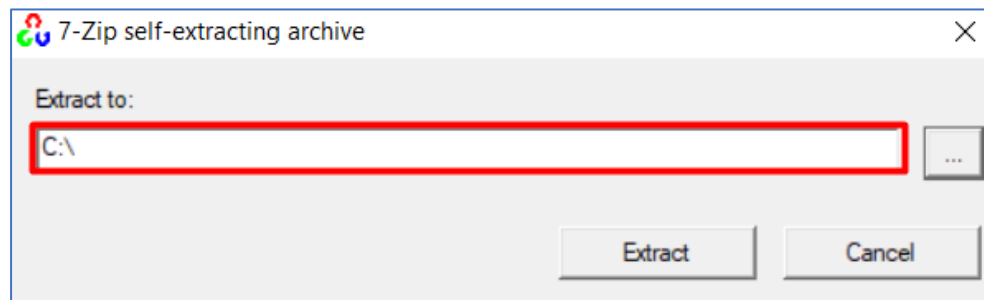 7-Zip self-extracting archive
Extract to:
C:\
...
Extract
Cancel